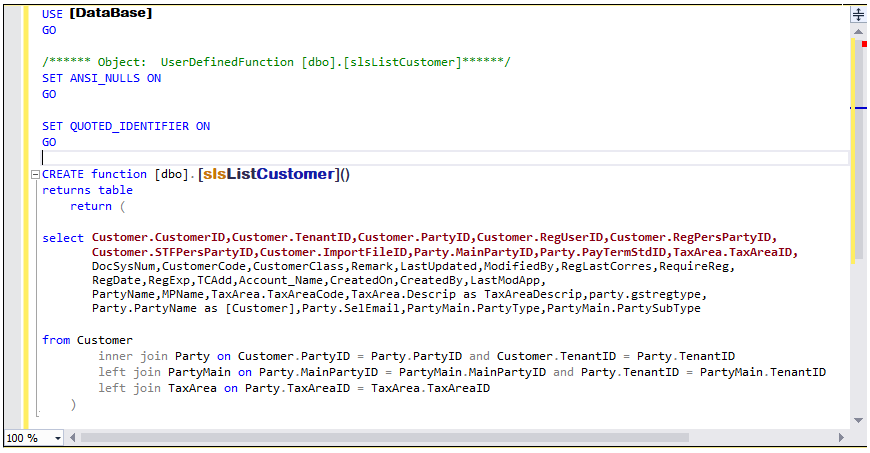 USE [DataBase]
GO
/****** Object:  UserDefinedFunction [dbo].[slsListCustomer]******/
SET ANSI_NULLS ON
GO
SET QUOTED_IDENTIFIER ON
GO
CREATE function [dbo].[slsListCustomer]()
returns table
return (
select Customer.CustomerID,Customer.TenantID,Customer.PartyID,Customer.RegUserID,Customer.RegPersPartyID,
Customer.STFPersPartyID,Customer.ImportFileID,Party.MainPartyID,Party.PayTermStdID,TaxArea.TaxAreaID,
DocSysNum,CustomerCode,CustomerClass,Remark,LastUpdated,ModifiedBy,RegLastCorres,RequireReg,
RegDate,RegExp,TCAdd,Account_Name,CreatedOn,CreatedBy,LastModApp,
PartyName,MPName,TaxArea.TaxAreaCode,TaxArea.Descrip as TaxAreaDescrip,party.gstregtype,
Party.PartyName as [Customer],Party.SelEmail,PartyMain.PartyType,PartyMain.PartySubType
from Customer
inner join Party on Customer.PartyID = Party.PartyID and Customer.TenantID = Party.TenantID
left join PartyMain on Party.MainPartyID = PartyMain.MainPartyID and Party.TenantID = PartyMain.TenantID
left join TaxArea on Party.TaxAreaID = TaxArea.TaxAreaID
)
100 %